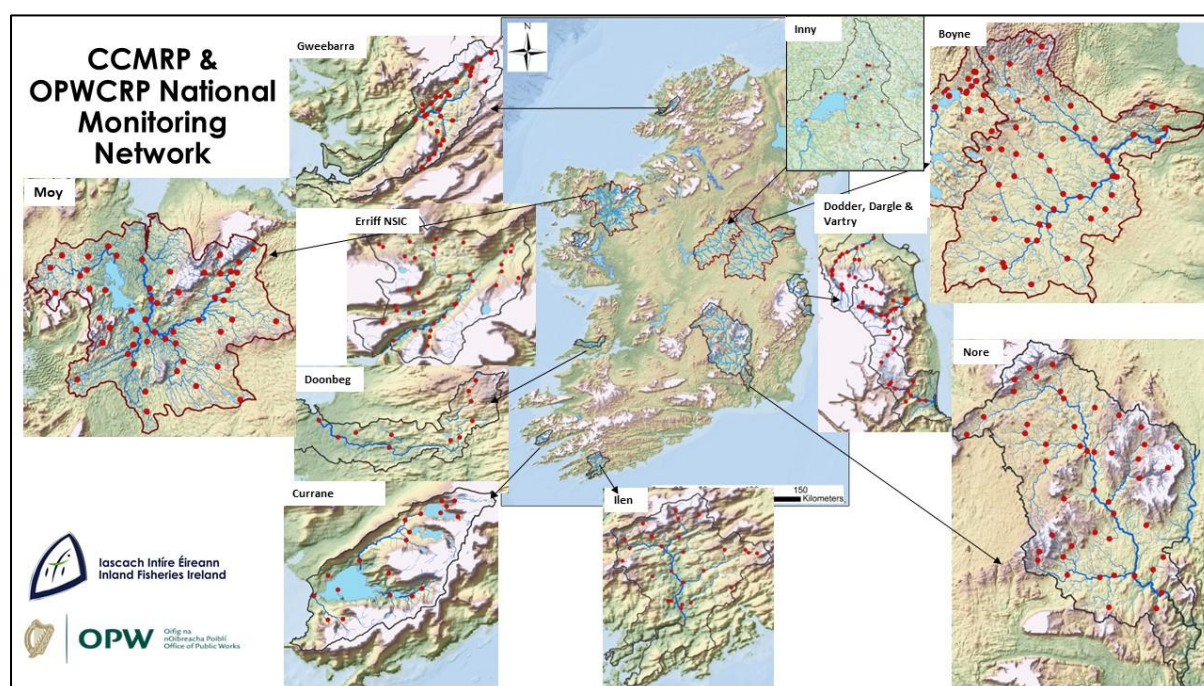 CCMRP &
OPWCRP National
Monitoring
Network
Gweebarra
N
Inny
Boyne
Moy
Erriff NSIC
Dodder, Dargle &
Vartry
Doonbeg
Nore
Currane
Ilen
150
Kilometers
Iascach Intíre Éireann
Inland Fisheries Ireland
OPW
Oifig na
nOibreacha Poiblí
Office of Public Works